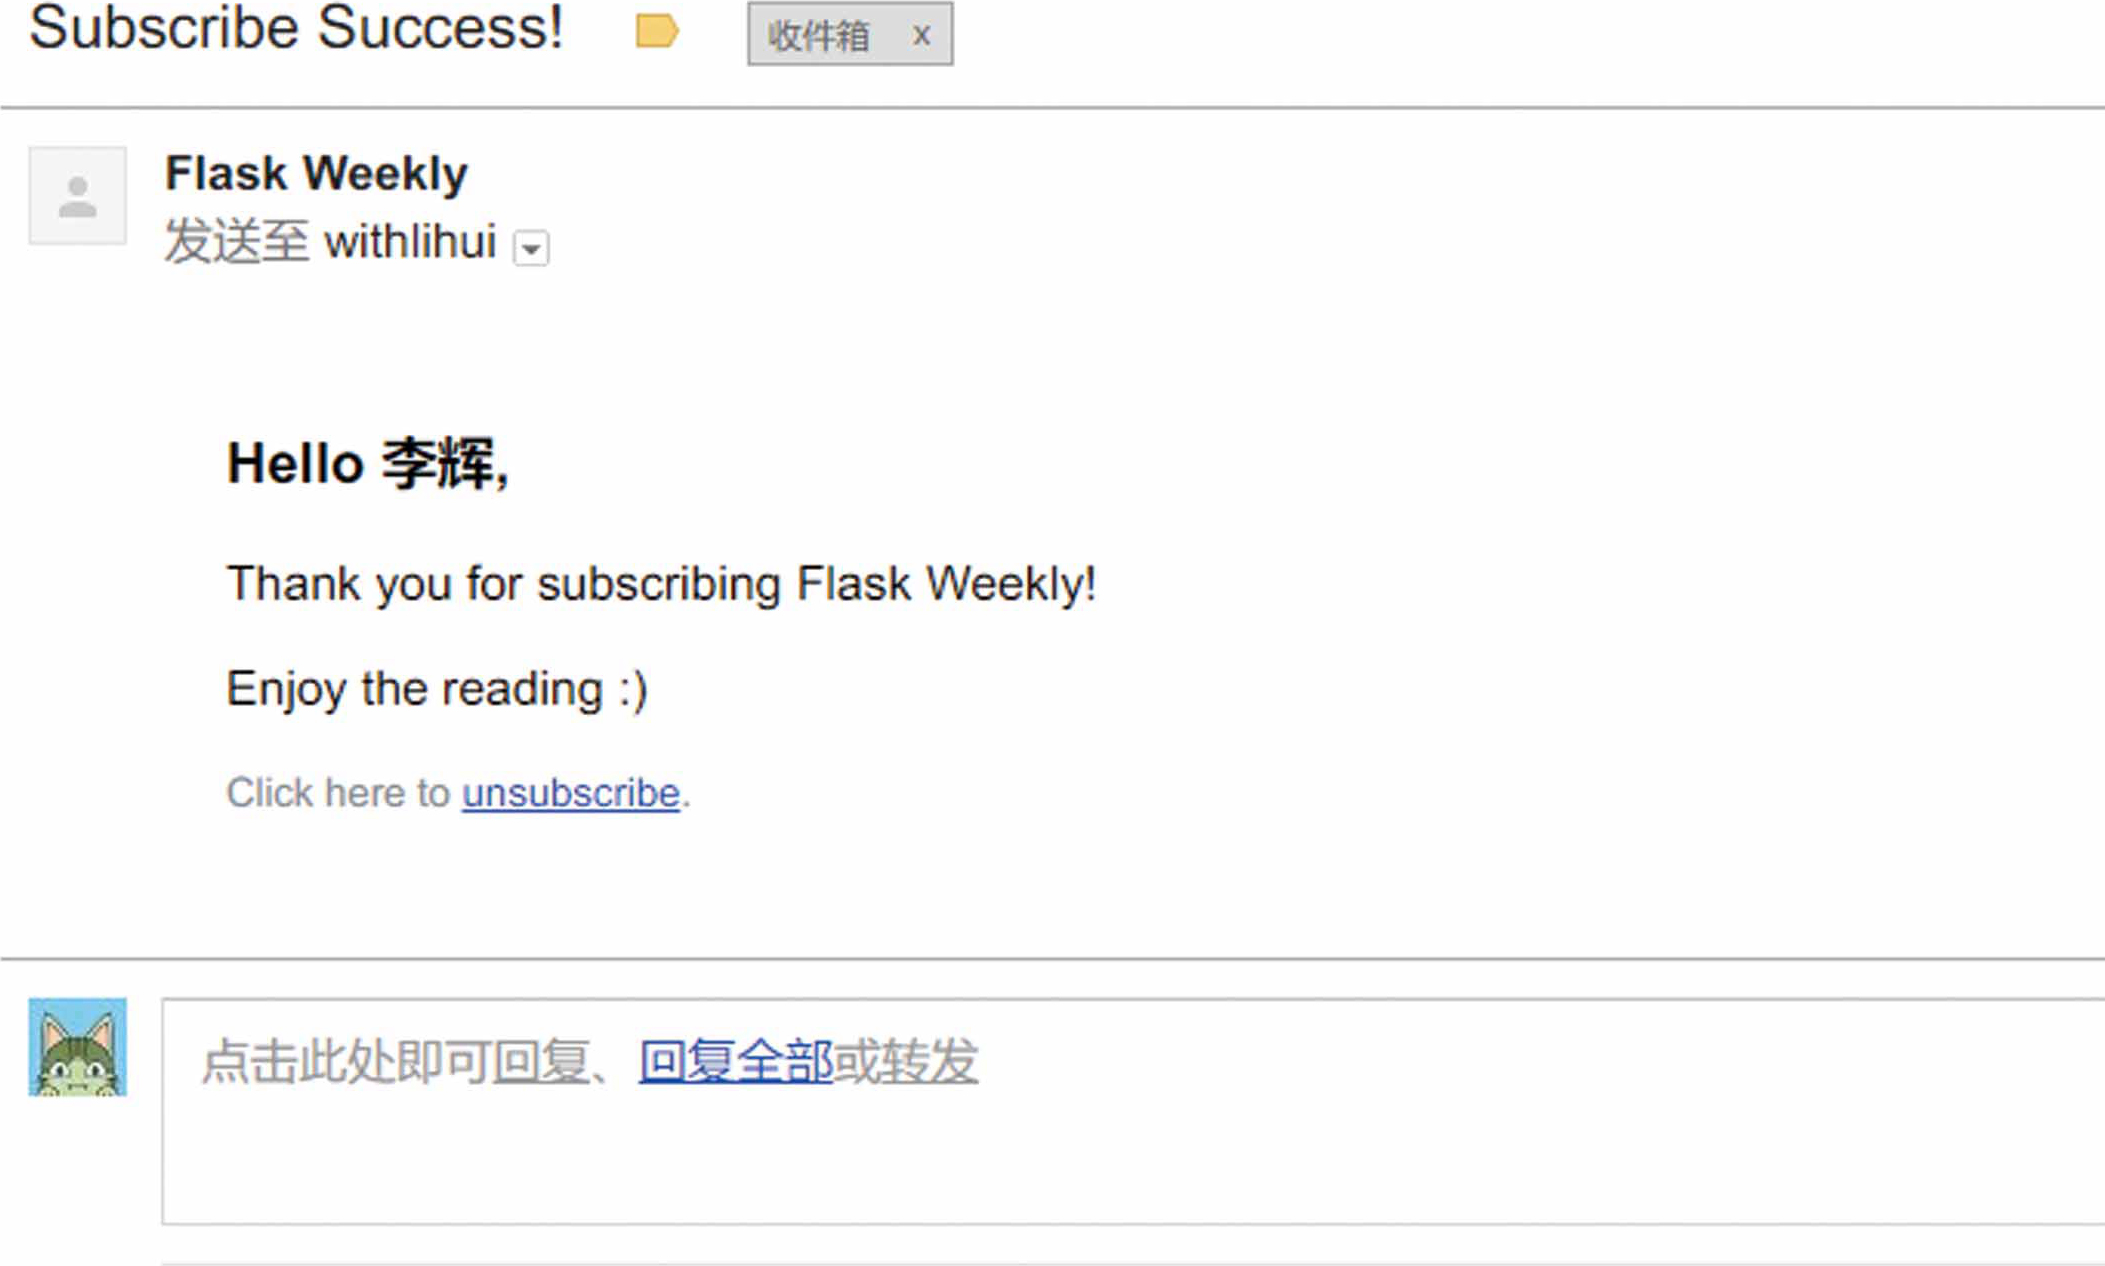 Subscribe Success! 收件箱 x
Flask Weekly
发送至 withlihui
Hello 李辉,
Thank you for subscribing Flask Weekly!
Enjoy the reading :)
Click here to unsubscribe.
点击此处即可回复、回复全部或转发